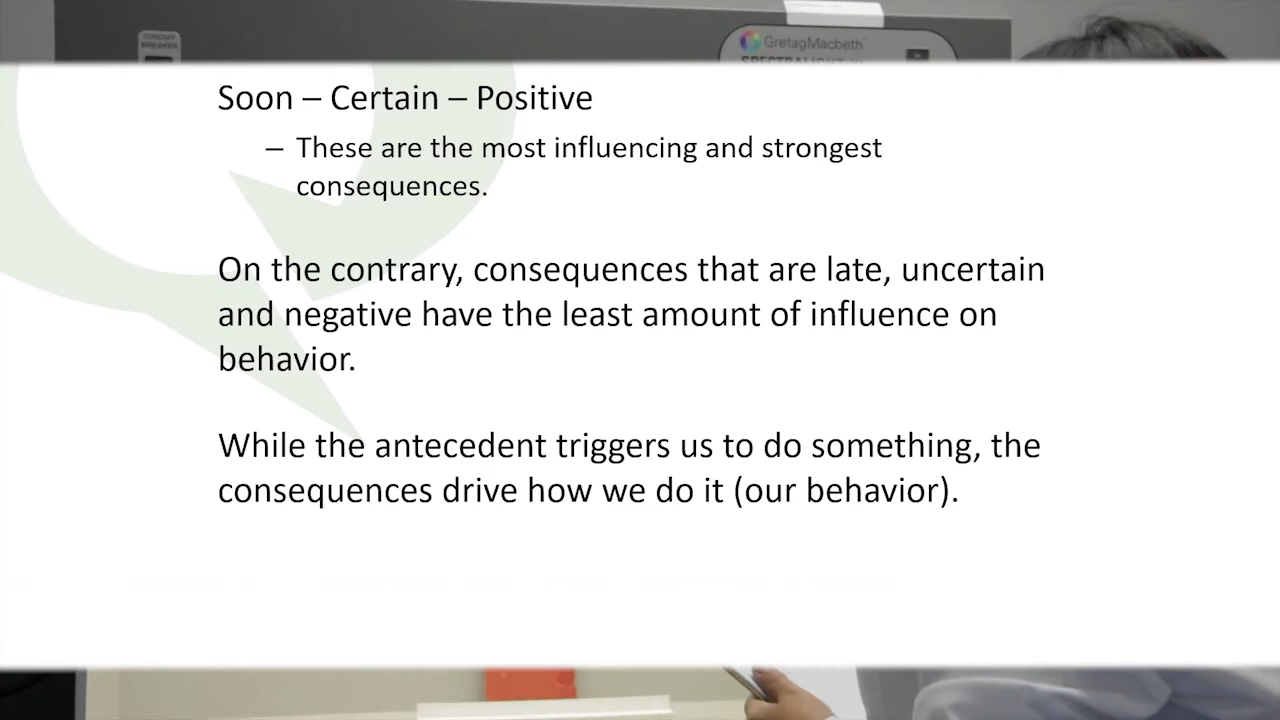 CIRCUIT
BREAKER
GretagMacbeth
Soon – Certain – Positive
– These are the most influencing and strongest
consequences.
On the contrary, consequences that are late, uncertain
and negative have the least amount of influence on
behavior.
While the antecedent triggers us to do something, the
consequences drive how we do it (our behavior).